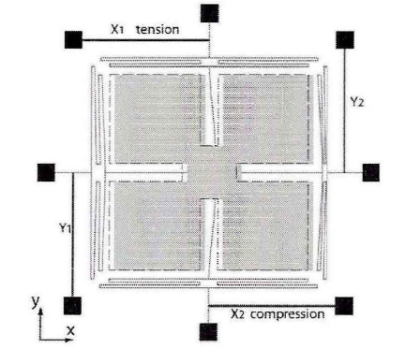 X1 tension
Y2
Y1
y
x
X2 compression